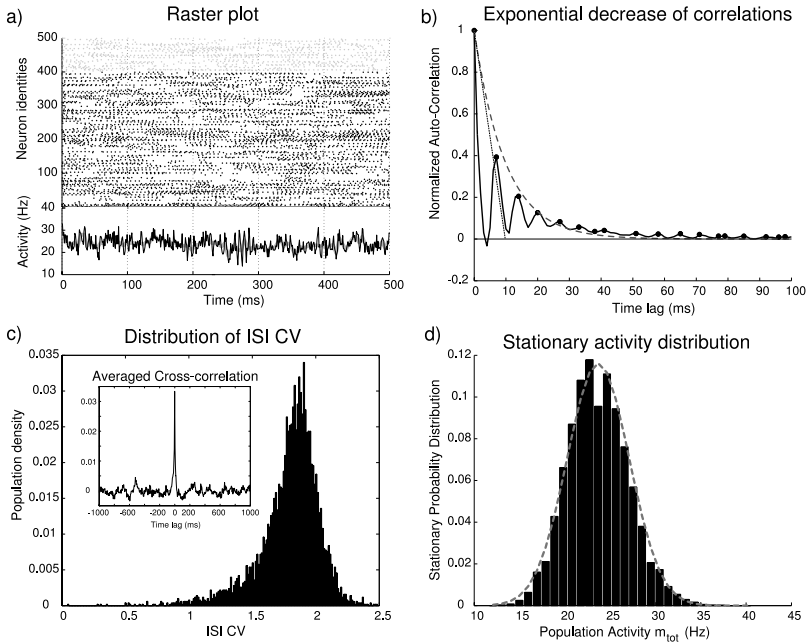 a)
Raster plot
500
400
300
200
100
Neuron identities
40
30
20
10
Activity (Hz)
0 100 200 300 400 500
Time (ms)
b)
Exponential decrease of correlations
1
0.8
0.6
0.4
0.2
0
-0.2
Normalized Auto-Correlation
0 10 20 30 40 50 60 70 80 90 100
Time lag (ms)
c)
Distribution of ISI CV
0.035
0.03
0.025
0.02
0.015
0.01
0.005
0
Population density
0 0.5 1 1.5 2 2.5
ISI CV
Averaged Cross-correlation
0.03
0.02
0.01
0
-1000 -600 -200 0 200 600 1000
Time lag (ms)
d)
Stationary activity distribution
0.12
0.1
0.08
0.06
0.04
0.02
0
Stationary Probability Distribution
10 15 20 25 30 35 40 45
Population Activity m_tot (Hz)